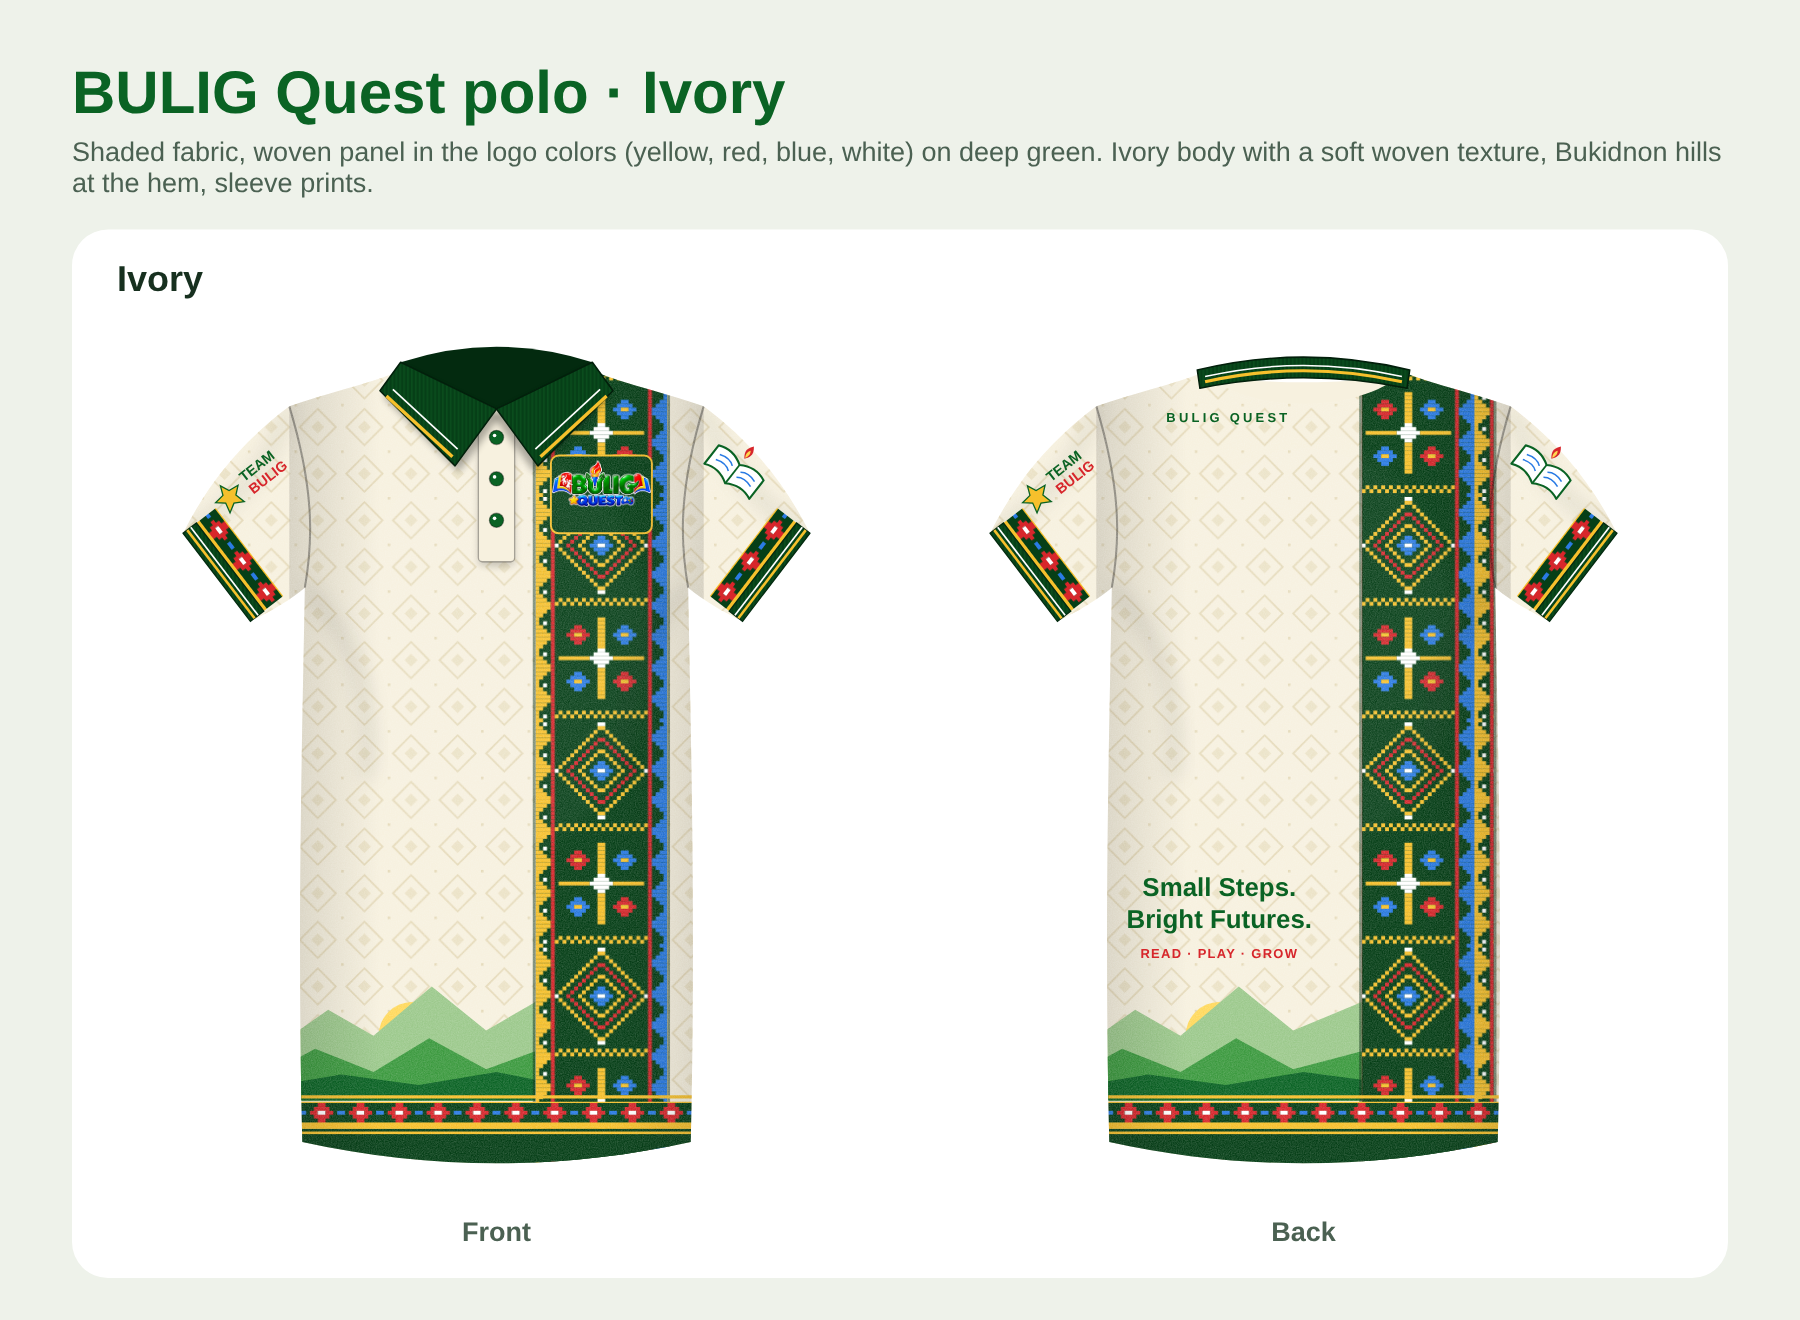 BULIG Quest polo · Ivory
Shaded fabric, woven panel in the logo colors (yellow, red, blue, white) on deep green. Ivory body with a soft woven texture, Bukidnon hills
at the hem, sleeve prints.
Ivory
TEAM
BULIG
BULIG
QUEST
BULIG QUEST
TEAM
BULIG
Small Steps.
Bright Futures.
READ · PLAY · GROW
Front
Back